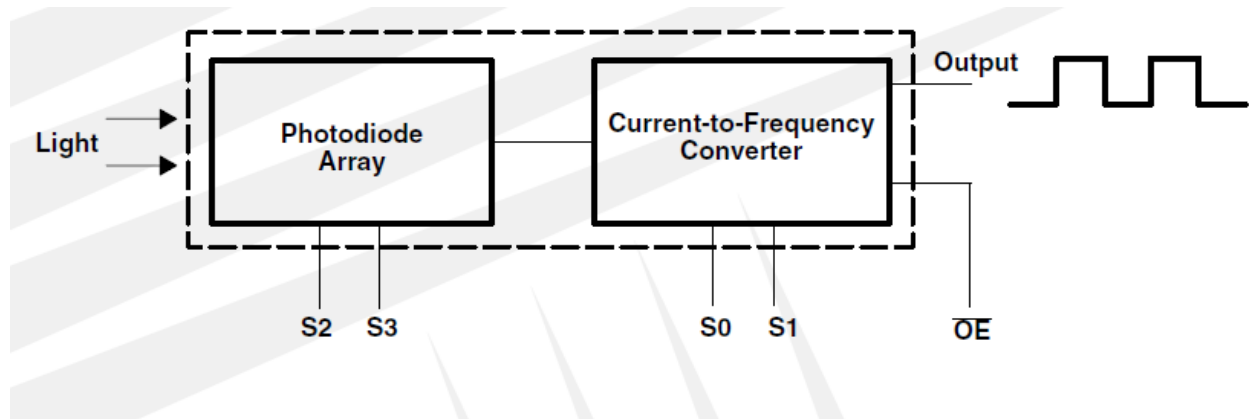 Light
Photodiode
Array
Current-to-Frequency
Converter
Output
S2
S3
S0
S1
OE